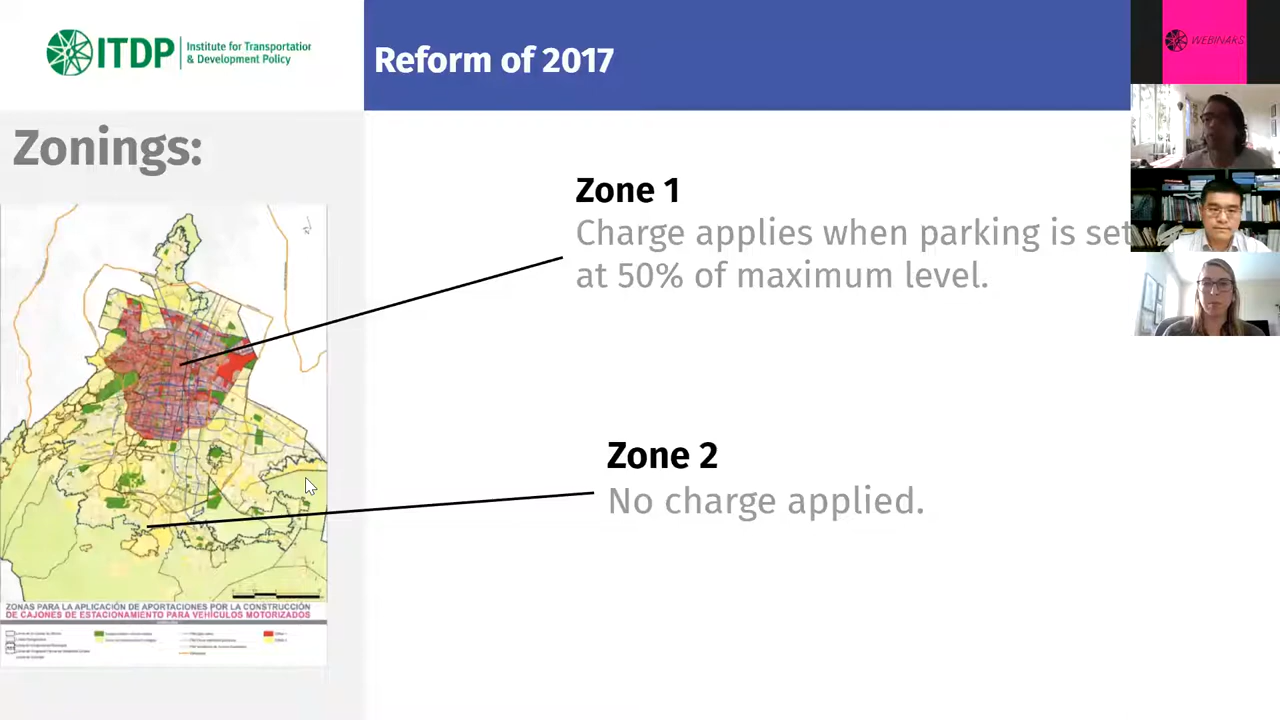 ITDP
Institute for Transportation
& Development Policy
Reform of 2017
WEBINARS
Zonings:
Zone 1
Charge applies when parking is set
at 50% of maximum level.
Zone 2
No charge applied.
ZONAS PARA LA APLICACIÓN DE APORTACIONES POR LA CONSTRUCCIÓN
DE CAJONES DE ESTACIONAMIENTO PARA VEHÍCULOS MOTORIZADOS